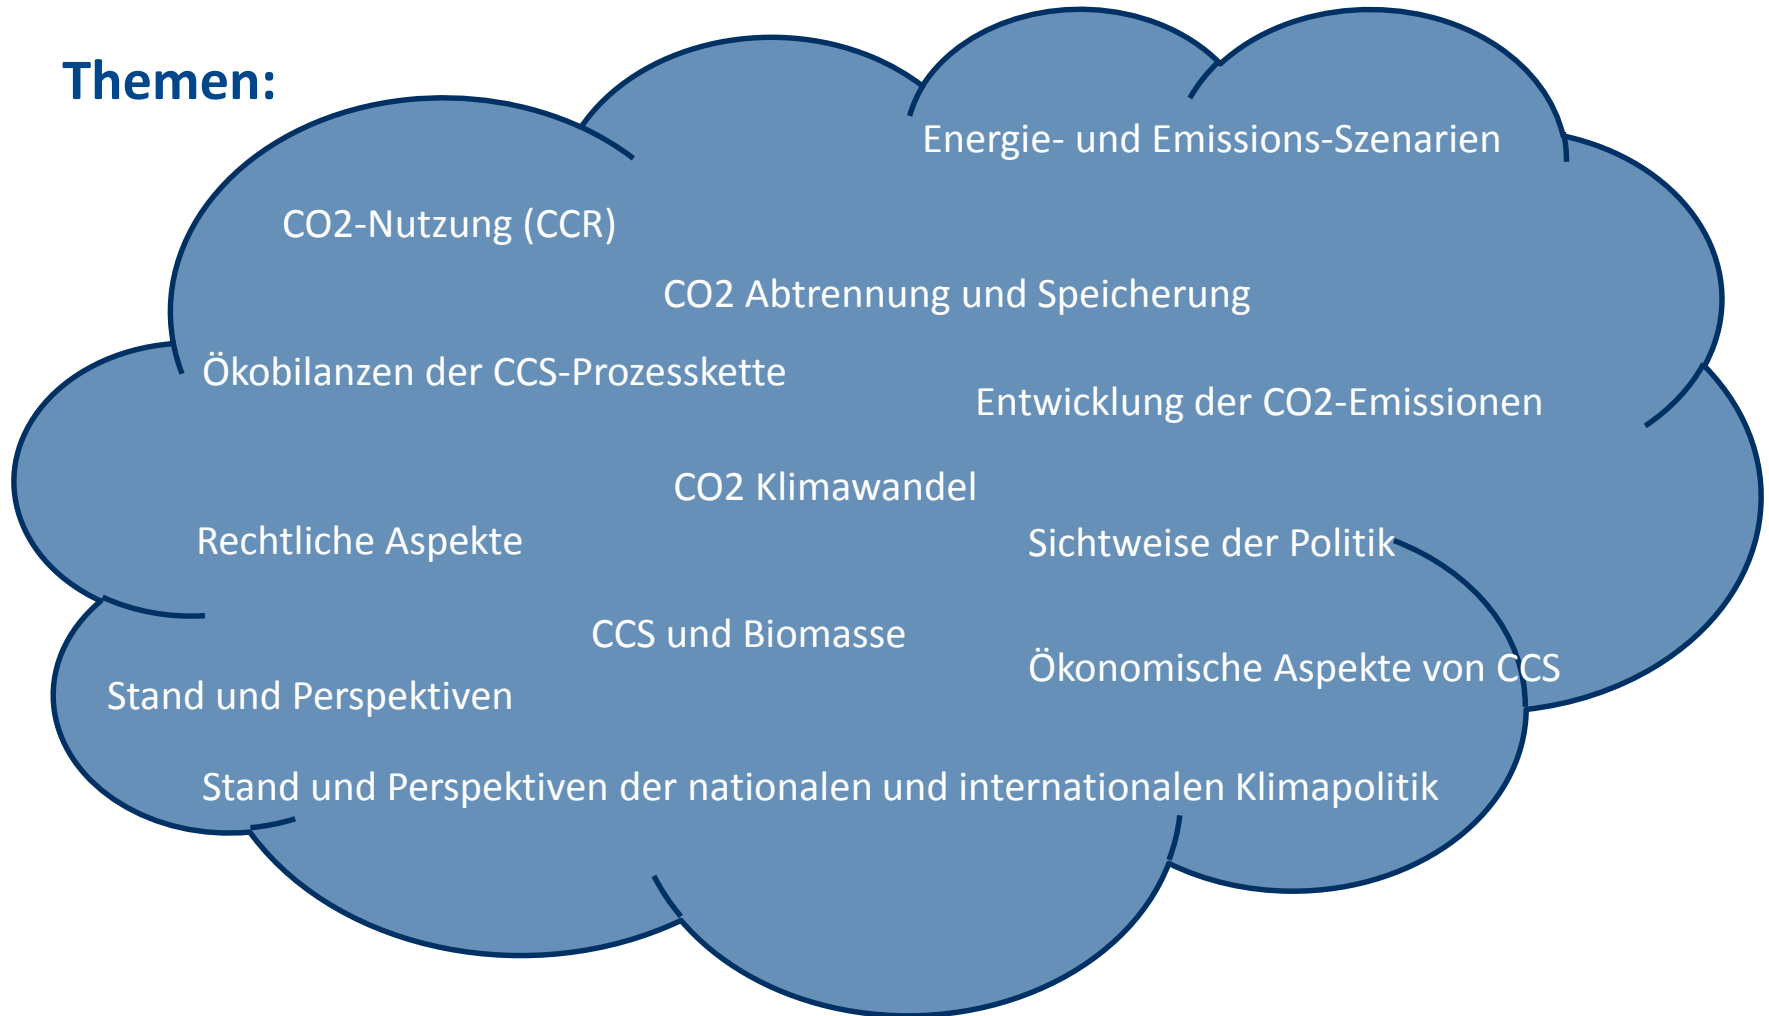 Themen:
Energie- und Emissions-Szenarien
CO2-Nutzung (CCR)
CO2 Abtrennung und Speicherung
Ökobilanzen der CCS-Prozesskette
Entwicklung der CO2-Emissionen
CO2 Klimawandel
Rechtliche Aspekte
Sichtweise der Politik
CCS und Biomasse
Ökonomische Aspekte von CCS
Stand und Perspektiven
Stand und Perspektiven der nationalen und internationalen Klimapolitik